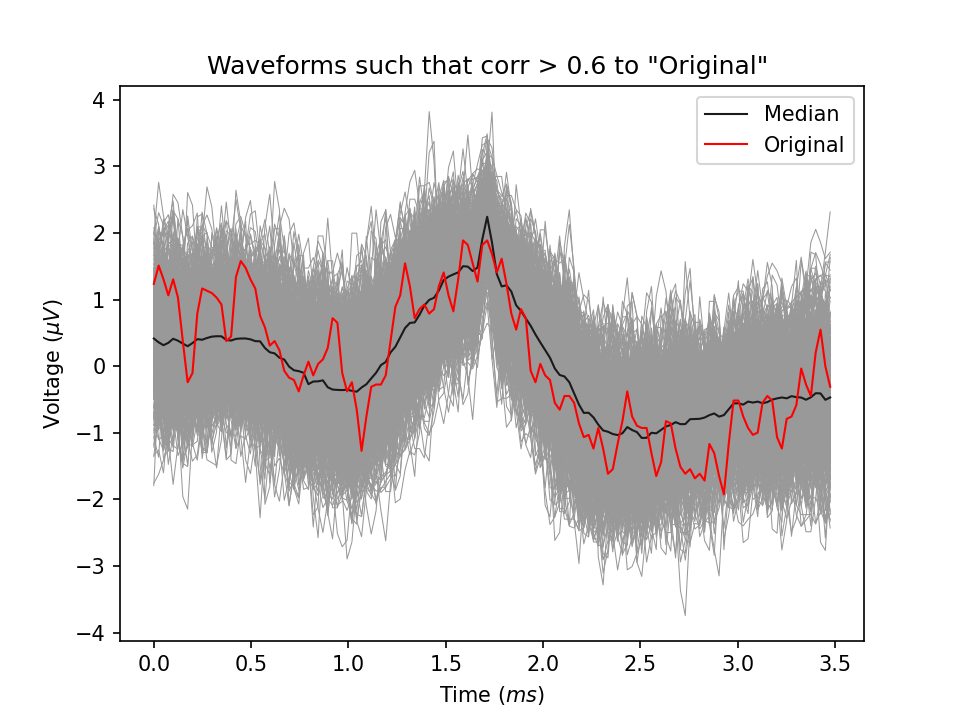 Waveforms such that corr > 0.6 to "Original"
Median
Original
4
3
2
1
0
−1
−2
−3
−4
Voltage (μV)
0.0 0.5 1.0 1.5 2.0 2.5 3.0 3.5
Time (ms)